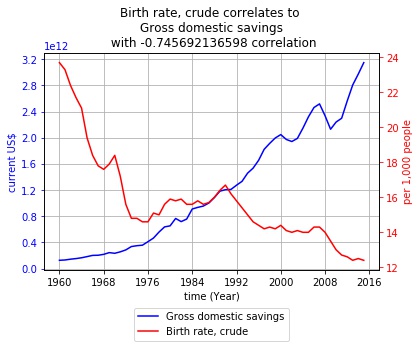 Birth rate, crude correlates to
Gross domestic savings
with -0.745692136598 correlation
1e12
3.2
2.8
2.4
2.0
1.6
1.2
0.8
0.4
0.0
current US$
24
22
20
18
16
14
12
per 1,000 people
1960 1968 1976 1984 1992 2000 2008 2016
time (Year)
Gross domestic savings
Birth rate, crude